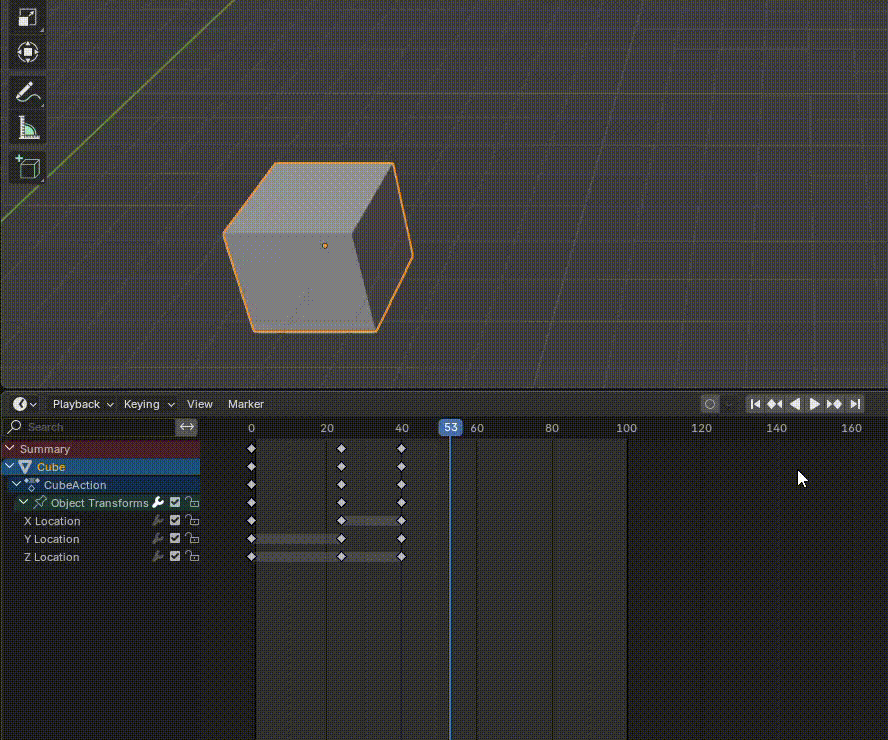 Playback Keying View Marker
Search 0 20 40 53 60 80 100 120 140 160
Summary
Cube
CubeAction
Object Transforms
X Location
Y Location
Z Location